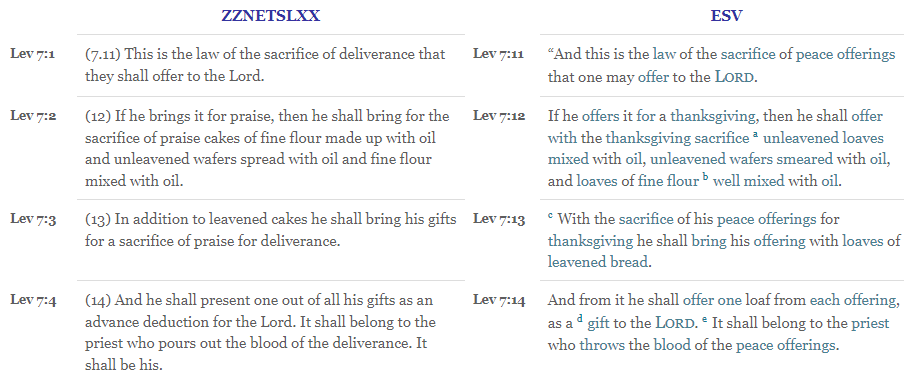 ZZNETSLXX
ESV
Lev 7:1
(7.11) This is the law of the sacrifice of deliverance that
they shall offer to the Lord.
Lev 7:11
“And this is the law of the sacrifice of peace offerings
that one may offer to the LORD.
Lev 7:2
(12) If he brings it for praise, then he shall bring for the
sacrifice of praise cakes of fine flour made up with oil
and unleavened wafers spread with oil and fine flour
mixed with oil.
Lev 7:12
If he offers it for a thanksgiving, then he shall offer
with the thanksgiving sacrifice a unleavened loaves
mixed with oil, unleavened wafers smeared with oil,
and loaves of fine flour b well mixed with oil.
Lev 7:3
(13) In addition to leavened cakes he shall bring his gifts
for a sacrifice of praise for deliverance.
Lev 7:13
c With the sacrifice of his peace offerings for
thanksgiving he shall bring his offering with loaves of
leavened bread.
Lev 7:4
(14) And he shall present one out of all his gifts as an
advance deduction for the Lord. It shall belong to the
priest who pours out the blood of the deliverance. It
shall be his.
Lev 7:14
And from it he shall offer one loaf from each offering,
as a d gift to the LORD. e It shall belong to the priest
who throws the blood of the peace offerings.